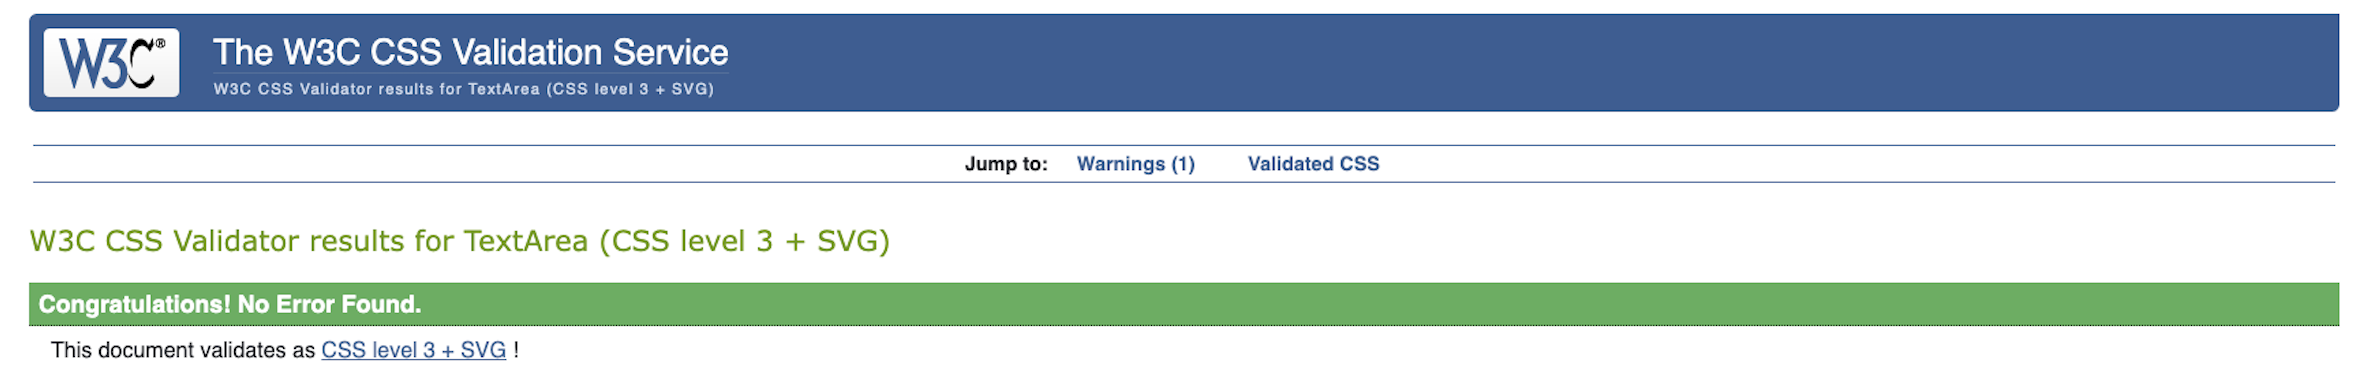 W3C®
The W3C CSS Validation Service
W3C CSS Validator results for TextArea (CSS level 3 + SVG)
Jump to: Warnings (1) Validated CSS
W3C CSS Validator results for TextArea (CSS level 3 + SVG)
Congratulations! No Error Found.
This document validates as CSS level 3 + SVG !